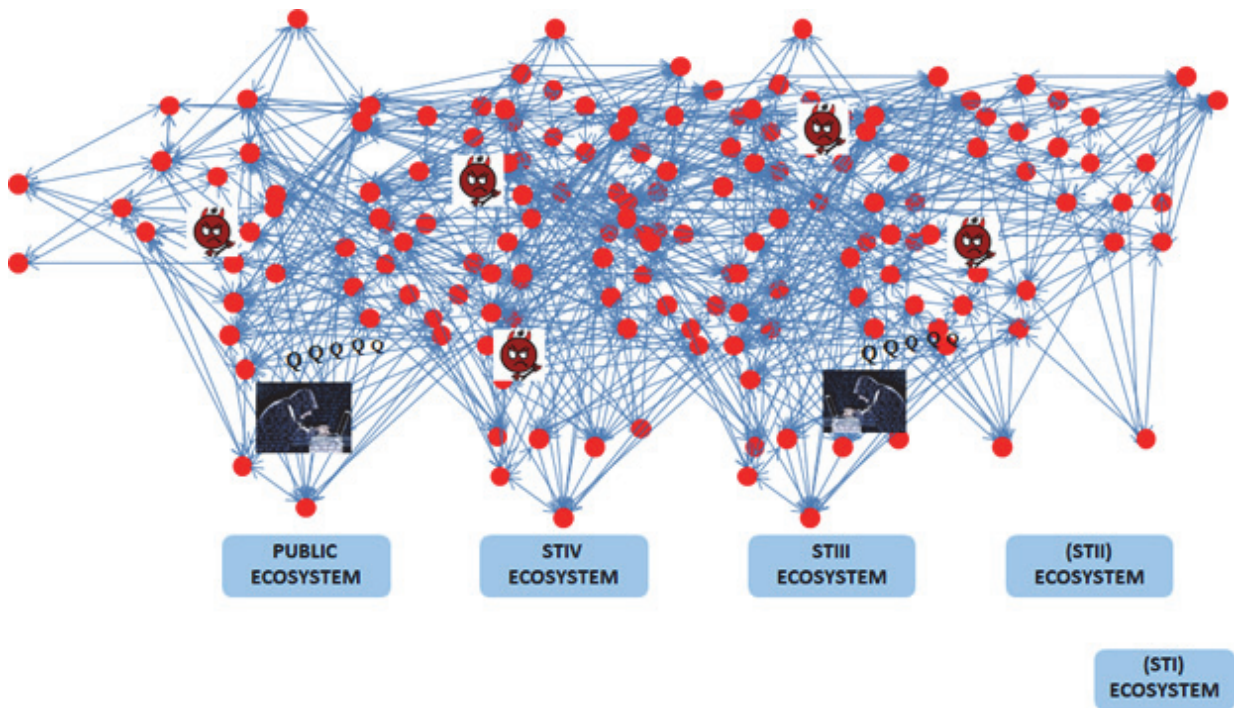 Q Q Q Q Q
Q Q Q Q Q
PUBLIC
ECOSYSTEM
STIV
ECOSYSTEM
STIII
ECOSYSTEM
(STII)
ECOSYSTEM
(STI)
ECOSYSTEM